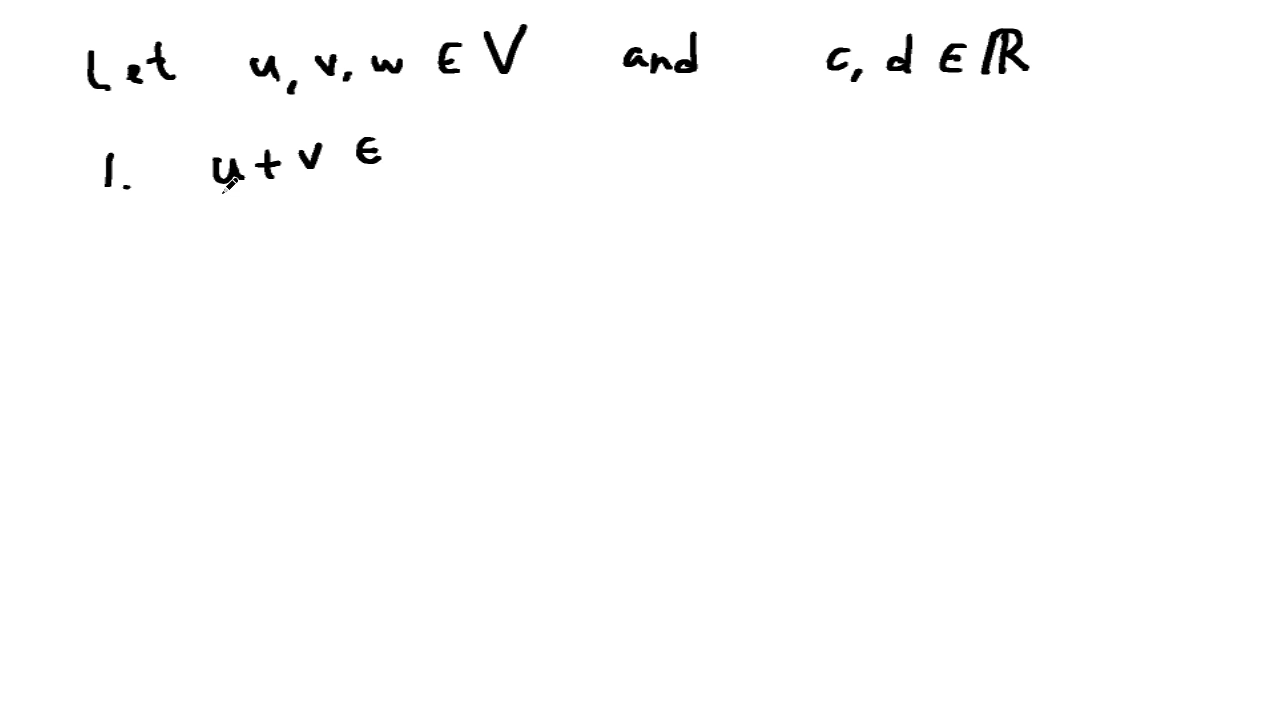 Let u, v, w ∈ V and c, d ∈ ℝ
1. u + v ∈